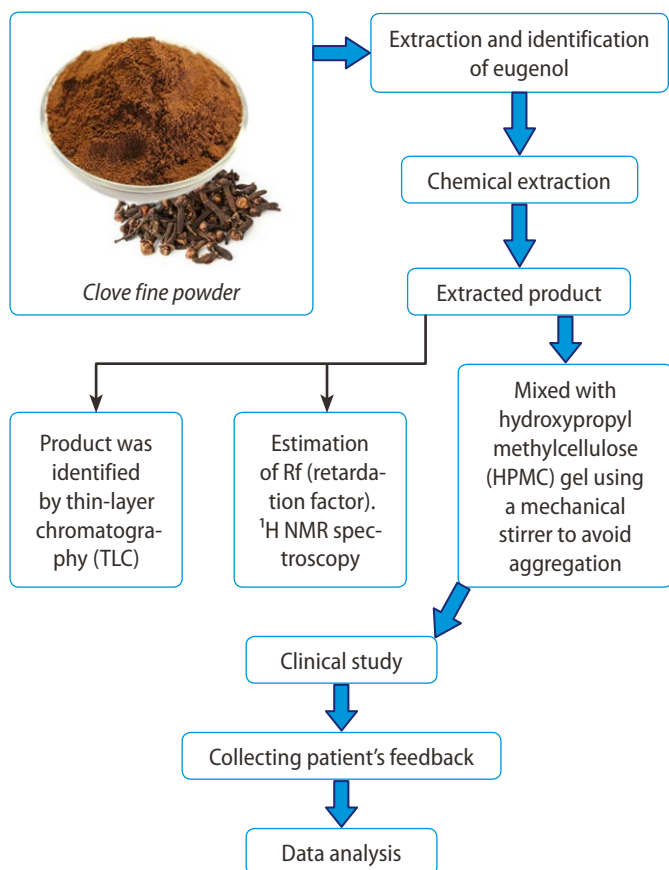 Extraction and identification
of eugenol
Chemical extraction
Clove fine powder
Extracted product
Product was
identified
by thin-layer
chromatogra-
phy (TLC)
Estimation
of Rf (retarda-
tion factor).
¹H NMR spec-
troscopy
Mixed with
hydroxypropyl
methylcellulose
(HPMC) gel using
a mechanical
stirrer to avoid
aggregation
Clinical study
Collecting patient's feedback
Data analysis